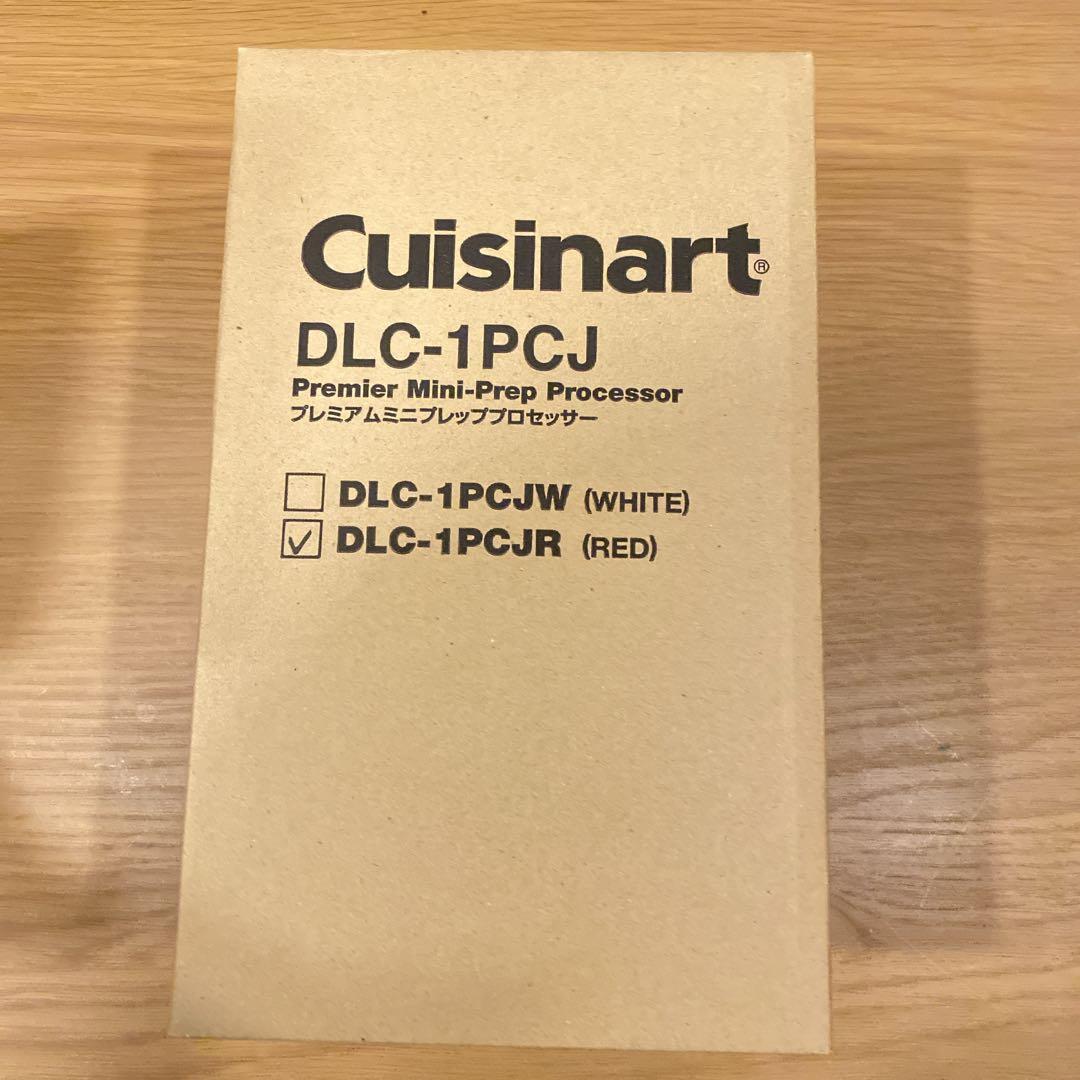 Cuisinart®
DLC-1PCJ
Premier Mini-Prep Processor
プレミアムミニプレッププロセッサー
DLC-1PCJW (WHITE)
DLC-1PCJR (RED)